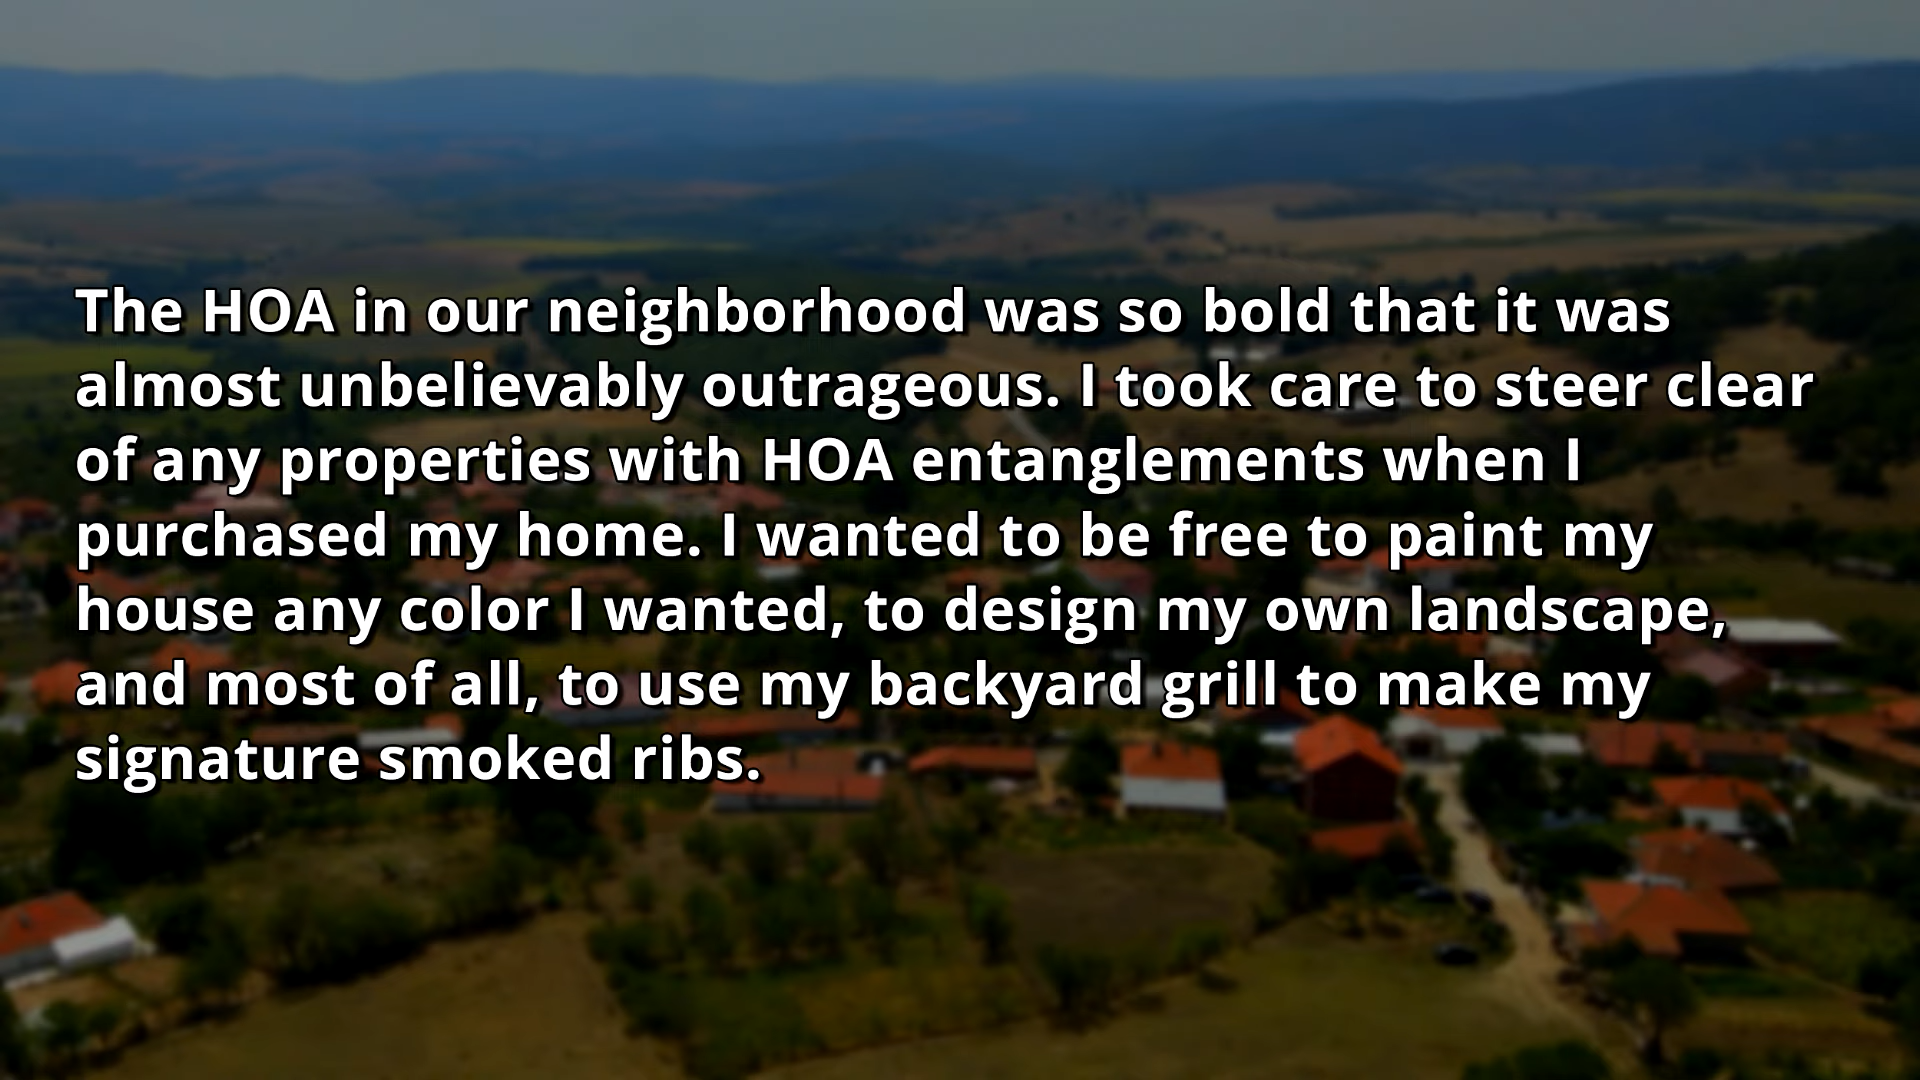 The HOA in our neighborhood was so bold that it was
almost unbelievably outrageous. I took care to steer clear
of any properties with HOA entanglements when I
purchased my home. I wanted to be free to paint my
house any color I wanted, to design my own landscape,
and most of all, to use my backyard grill to make my
signature smoked ribs.